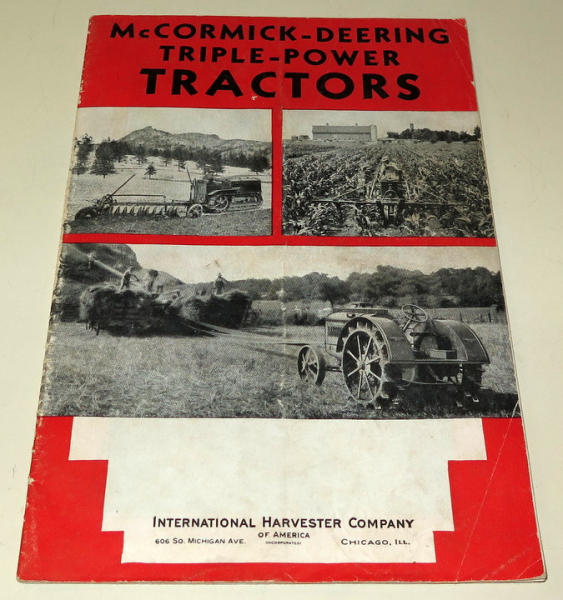 McCORMICK-DEERING
TRIPLE-POWER
TRACTORS
INTERNATIONAL HARVESTER COMPANY
OF AMERICA
606 SO. MICHIGAN AVE. (INCORPORATED) CHICAGO, ILL.